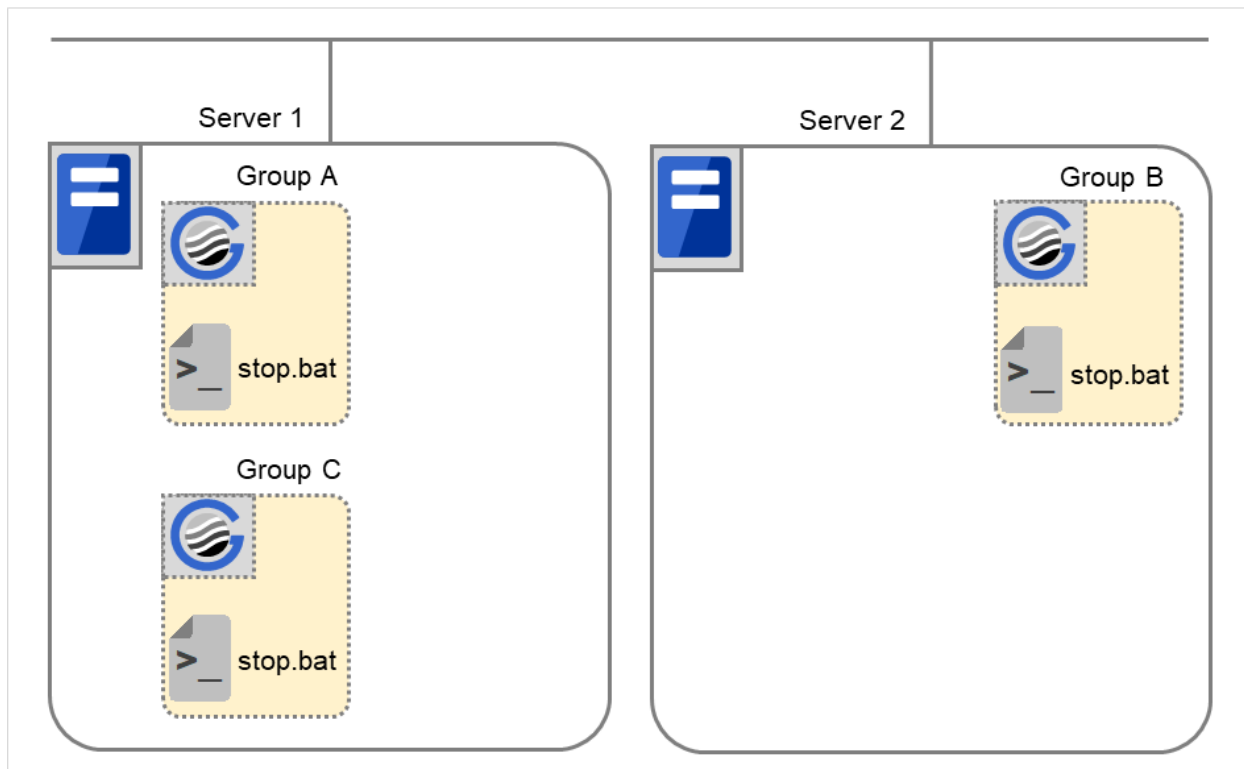 Server 1
Group A
>_ stop.bat
Group C
>_ stop.bat
Server 2
Group B
>_ stop.bat